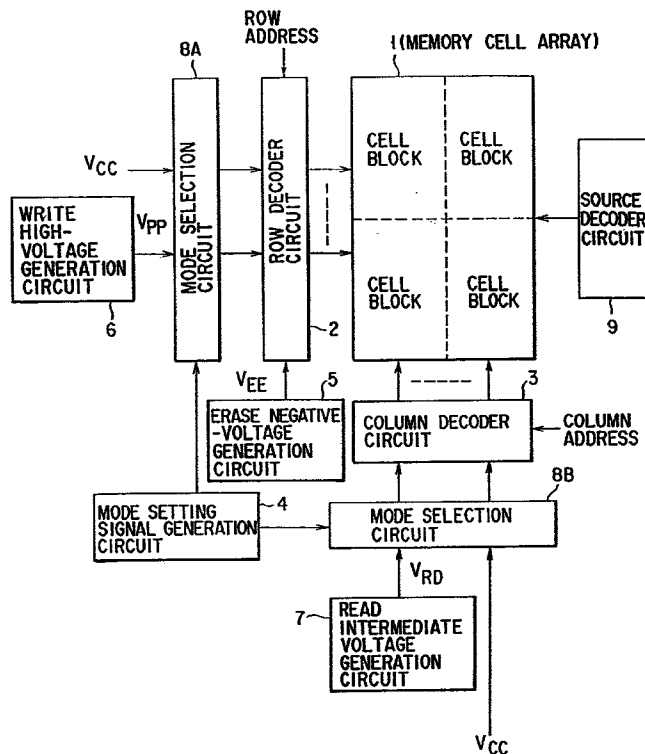 ROW
ADDRESS
8A
1 (MEMORY CELL ARRAY)
VCC
WRITE
HIGH-
VOLTAGE
GENERATION
CIRCUIT
VPP
6
MODE SELECTION
CIRCUIT
ROW DECODER
CIRCUIT
2
CELL
BLOCK
CELL
BLOCK
CELL
BLOCK
CELL
BLOCK
SOURCE
DECODER
CIRCUIT
9
VEE
5
ERASE NEGATIVE
-VOLTAGE
GENERATION
CIRCUIT
3
COLUMN DECODER
CIRCUIT
COLUMN
ADDRESS
MODE SETTING
SIGNAL GENERATION
CIRCUIT
4
8B
MODE SELECTION
CIRCUIT
VRD
7
READ
INTERMEDIATE
VOLTAGE
GENERATION
CIRCUIT
VCC